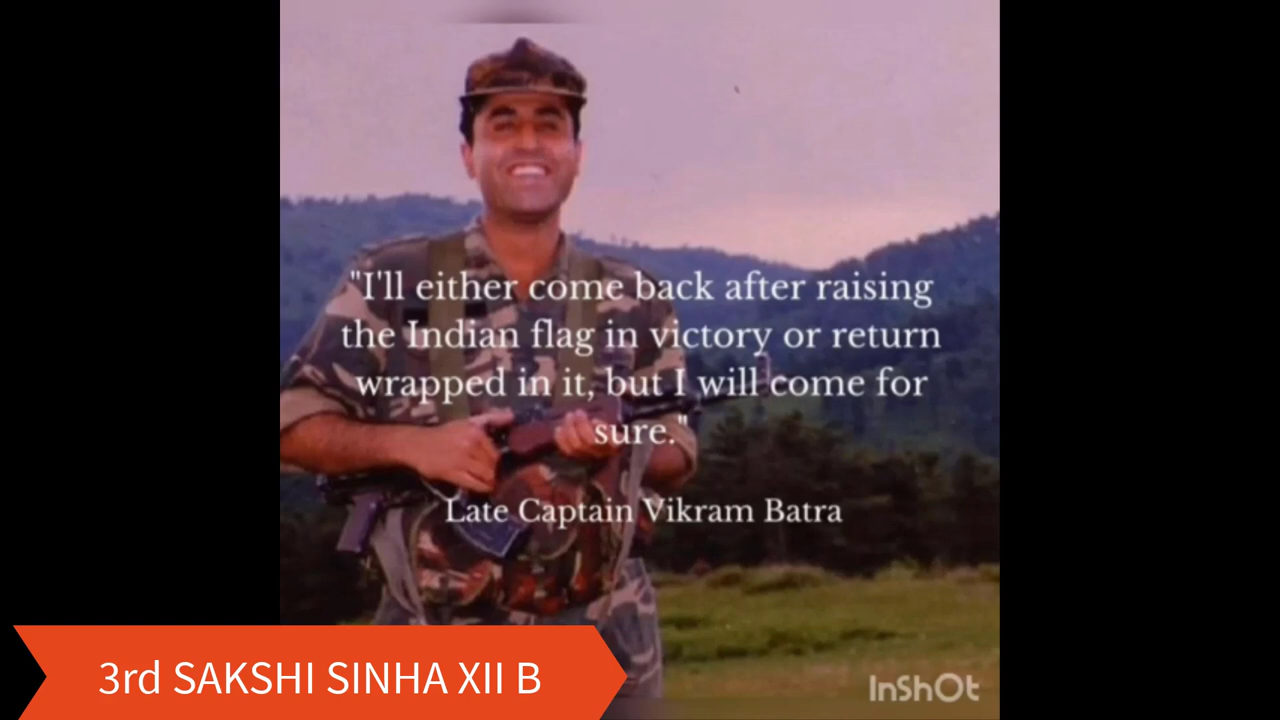 "I'll either come back after raising
the Indian flag in victory or return
wrapped in it, but I will come for
sure."
Late Captain Vikram Batra
3rd SAKSHI SINHA XII B
InShOt